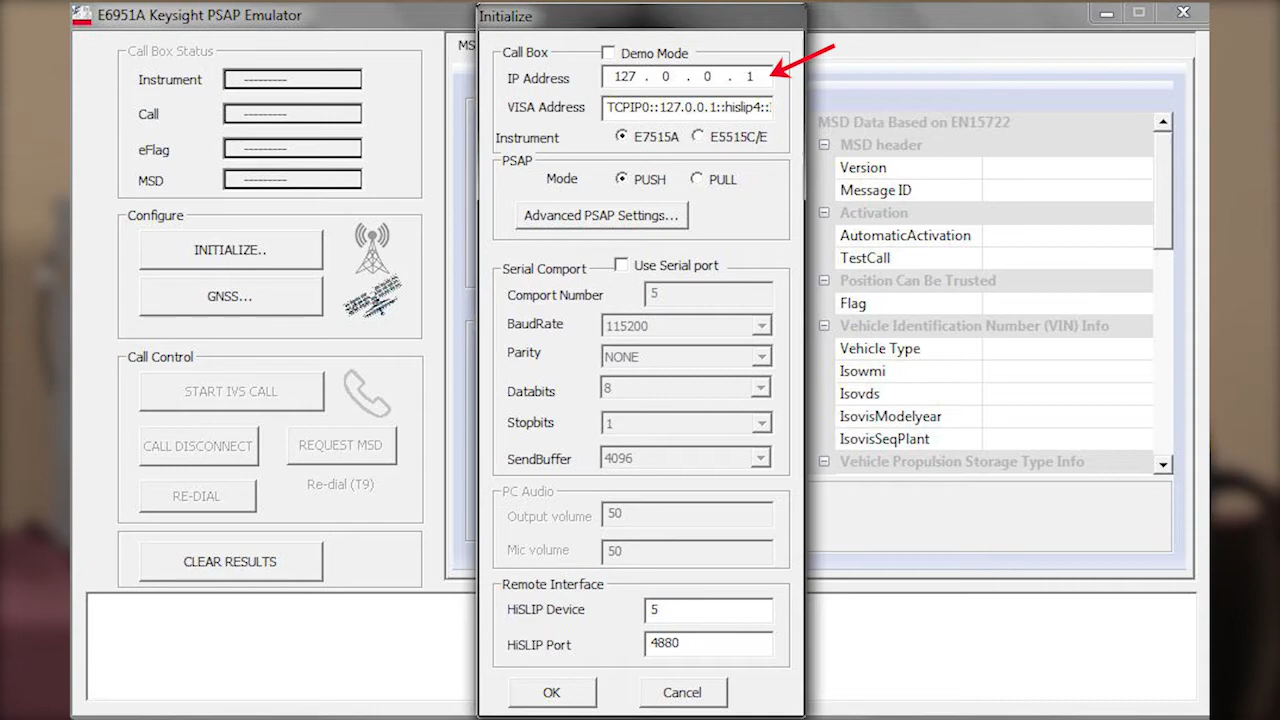 E6951A Keysight PSAP Emulator
Call Box Status
Instrument ---------
Call ---------
eFlag ---------
MSD ---------
Configure
INITIALIZE..
GNSS...
Call Control
START IVS CALL
CALL DISCONNECT
REQUEST MSD
RE-DIAL
Re-dial (T9)
CLEAR RESULTS
Initialize
Call Box
Demo Mode
IP Address 127 . 0 . 0 . 1
VISA Address TCPIP0::127.0.0.1::hislip4::
Instrument E7515A E5515C/E
PSAP
Mode PUSH PULL
Advanced PSAP Settings...
Serial Comport
Use Serial port
Comport Number 5
BaudRate 115200
Parity NONE
Databits 8
Stopbits 1
SendBuffer 4096
PC Audio
Output volume 50
Mic volume 50
Remote Interface
HiSLIP Device 5
HiSLIP Port 4880
OK
Cancel
MSD Data Based on EN15722
MSD header
Version
Message ID
Activation
AutomaticActivation
TestCall
Position Can Be Trusted
Flag
Vehicle Identification Number (VIN) Info
Vehicle Type
Isowmi
Isovds
IsovisModelyear
IsovisSeqPlant
Vehicle Propulsion Storage Type Info